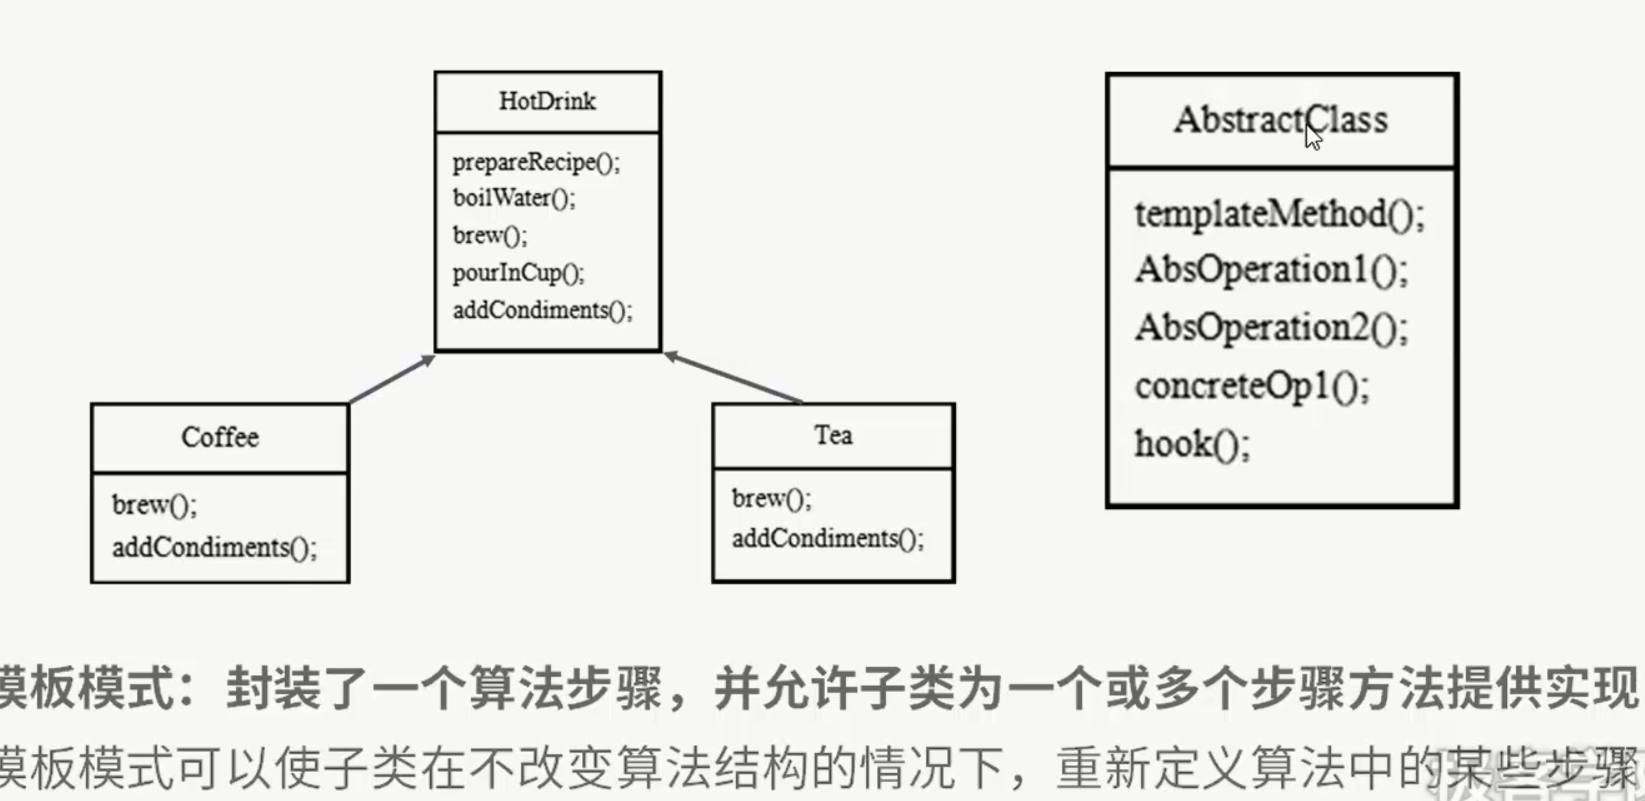 HotDrink
prepareRecipe();
boilWater();
brew();
pourInCup();
addCondiments();
Coffee
brew();
addCondiments();
Tea
brew();
addCondiments();
AbstractClass
templateMethod();
AbsOperation1();
AbsOperation2();
concreteOp1();
hook();
模板模式：封装了一个算法步骤，并允许子类为一个或多个步骤方法提供实现
模板模式可以使子类在不改变算法结构的情况下，重新定义算法中的某些步骤